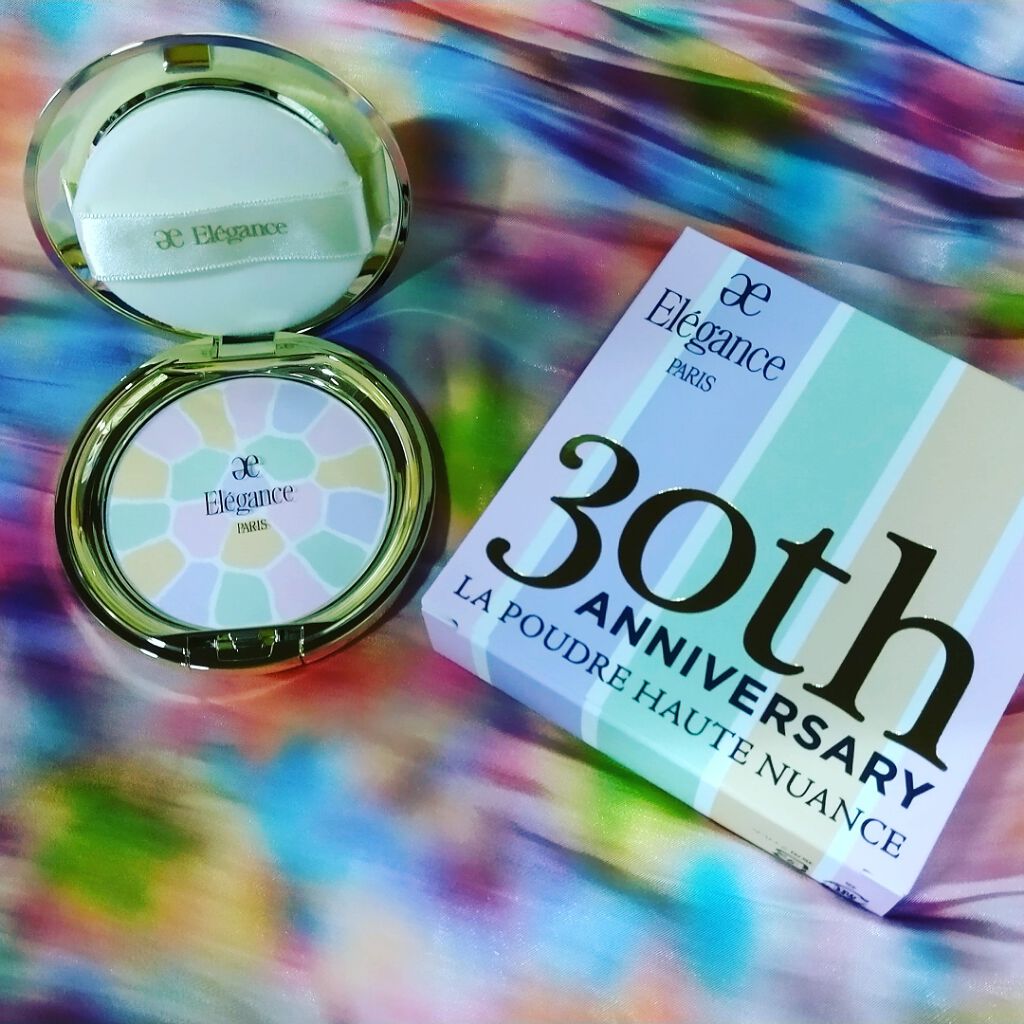 æ Elégance
æ
Elégance
PARIS
æ
Elégance
PARIS
30th
ANNIVERSARY
LA POUDRE HAUTE NUANCE